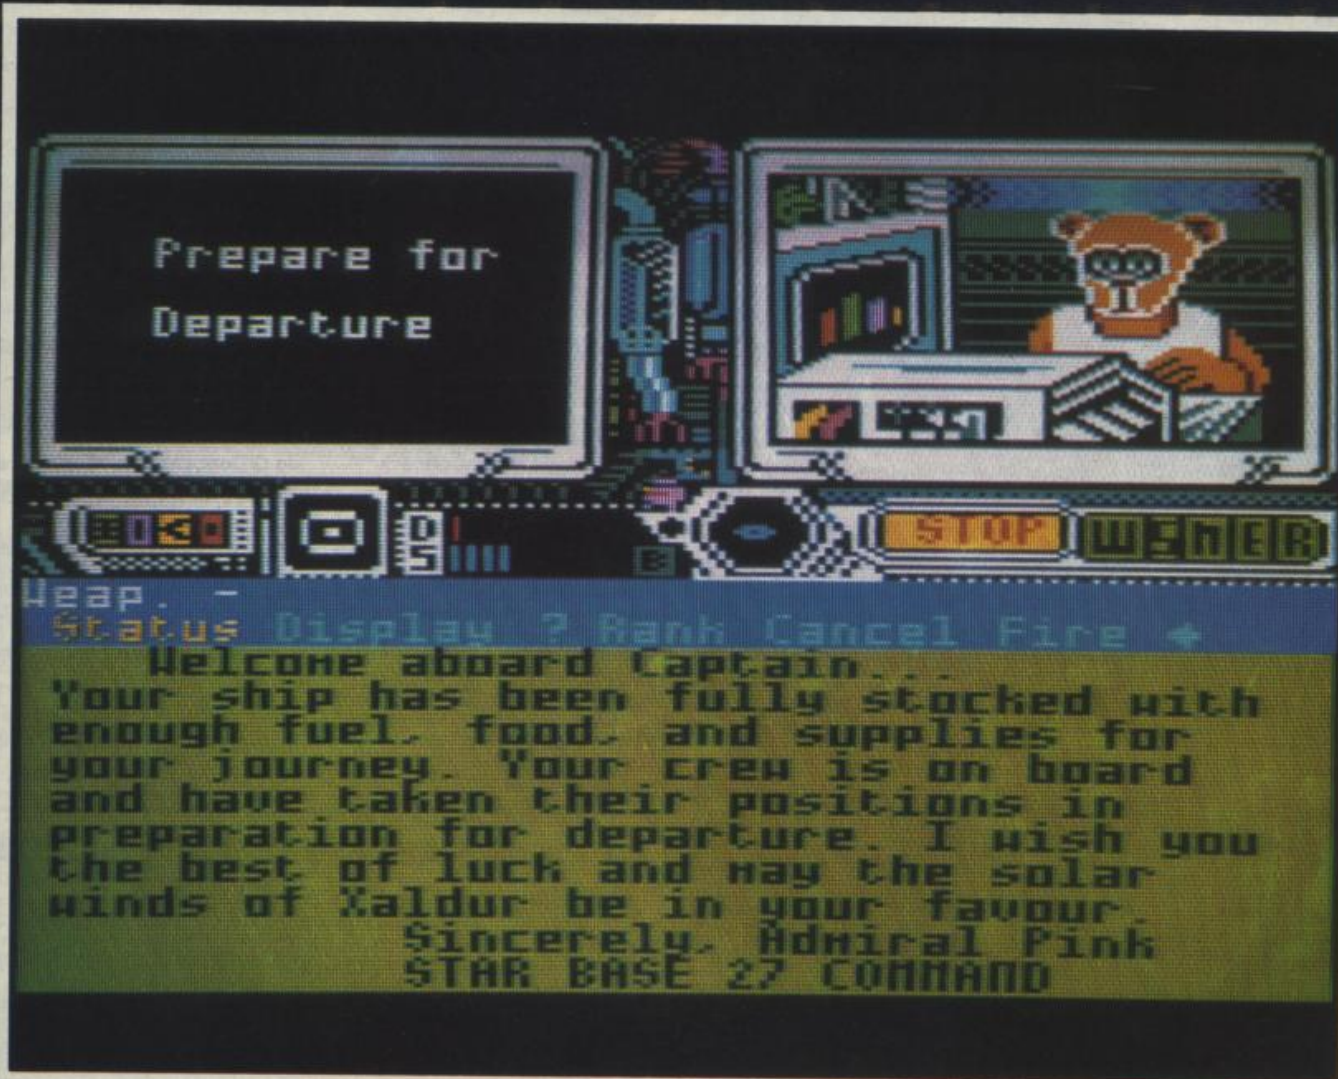 Prepare for
Departure
D
S
B
STOP
Weap. -
Status Display ? Rank Cancel Fire
Welcome aboard Captain...
Your ship has been fully stocked with
enough fuel, food, and supplies for
your journey. Your crew is on board
and have taken their positions in
preparation for departure. I wish you
the best of luck and may the solar
winds of Xaldur be in your favour.
Sincerely, Admiral Pink
STAR BASE 27 COMMAND